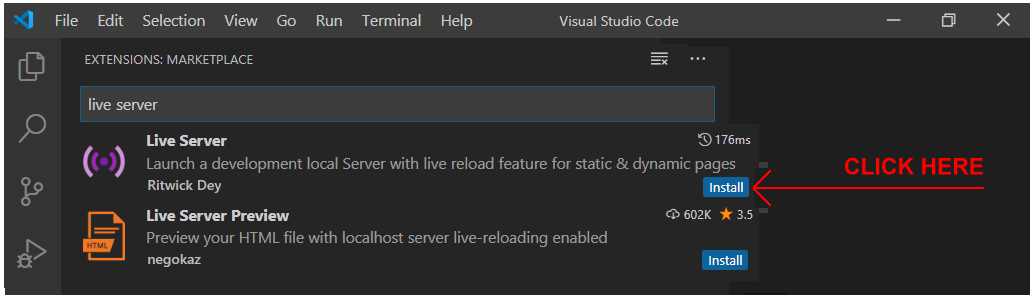 File Edit Selection View Go Run Terminal Help Visual Studio Code
EXTENSIONS: MARKETPLACE
live server
Live Server 176ms
Launch a development local Server with live reload feature for static & dynamic pages
CLICK HERE
Ritwick Dey Install
Live Server Preview 602K 3.5
HTML
Preview your HTML file with localhost server live-reloading enabled
negokaz Install